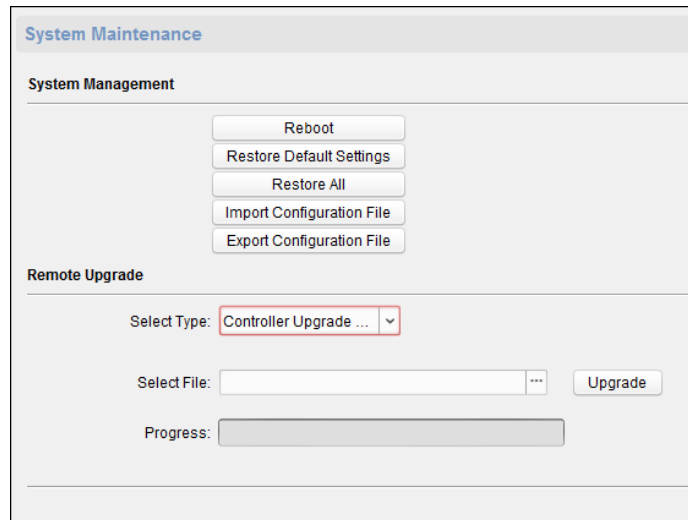 System Maintenance
System Management
Reboot
Restore Default Settings
Restore All
Import Configuration File
Export Configuration File
Remote Upgrade
Select Type: Controller Upgrade ...
Select File: ... Upgrade
Progress: